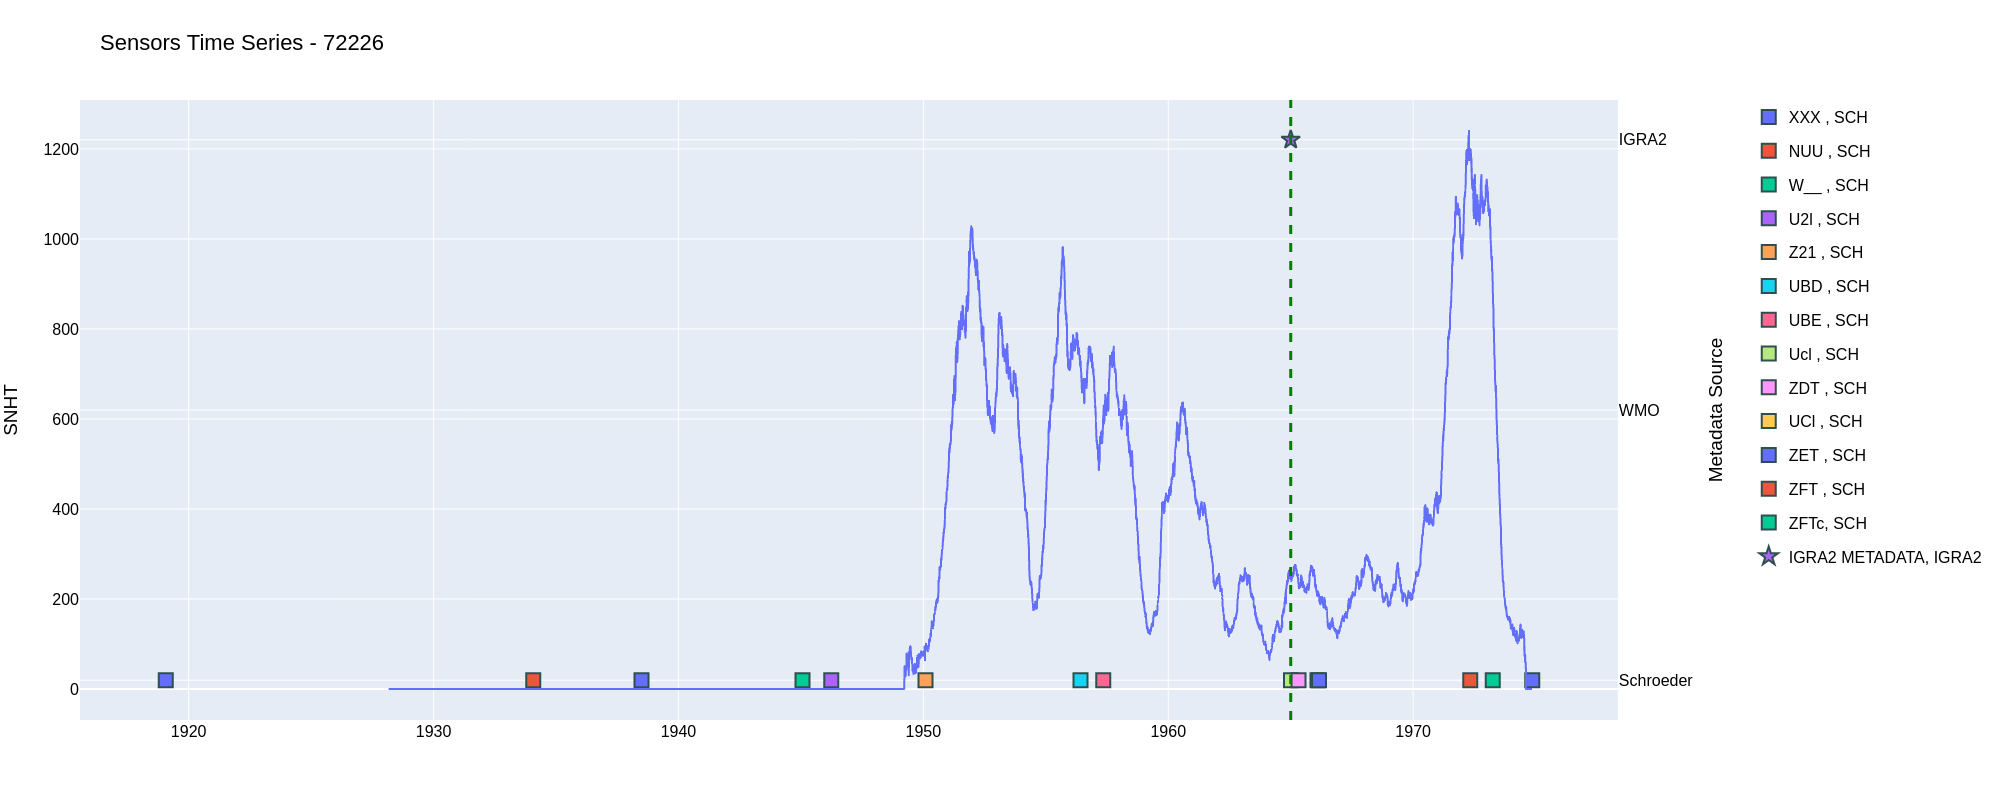 Sensors Time Series - 72226
1200
1000
800
600
400
200
0
SNHT
1920
1930
1940
1950
1960
1970
IGRA2
WMO
Schroeder
Metadata Source
XXX , SCH
NUU , SCH
W__ , SCH
U2I , SCH
Z21 , SCH
UBD , SCH
UBE , SCH
UcI , SCH
ZDT , SCH
UCI , SCH
ZET , SCH
ZFT , SCH
ZFTc, SCH
IGRA2 METADATA, IGRA2